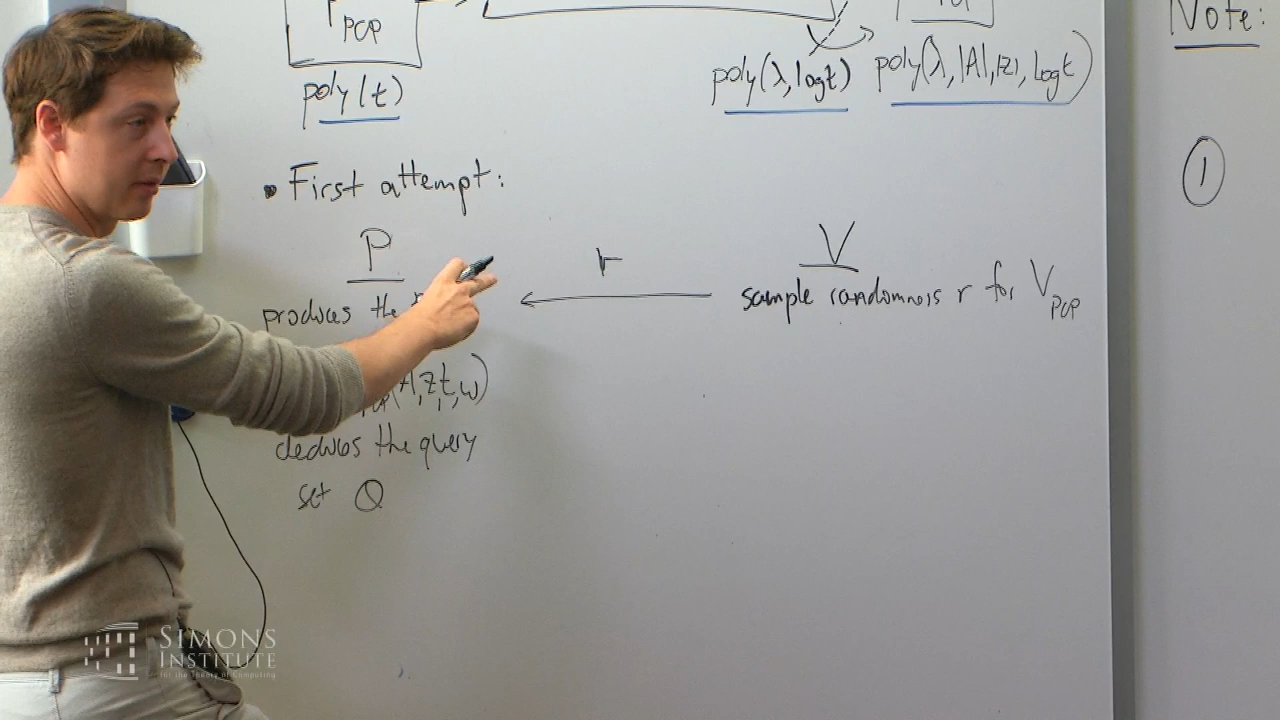 PCP
poly(t)
poly(λ, log t)
poly(λ, |A|, |z|, log t)
Note:
①
• First attempt:
P
V
r
produces the
sample randomness r for V_PCP
z, t, w)
deduces the query
set Q
SIMONS
INSTITUTE
for the Theory of Computing